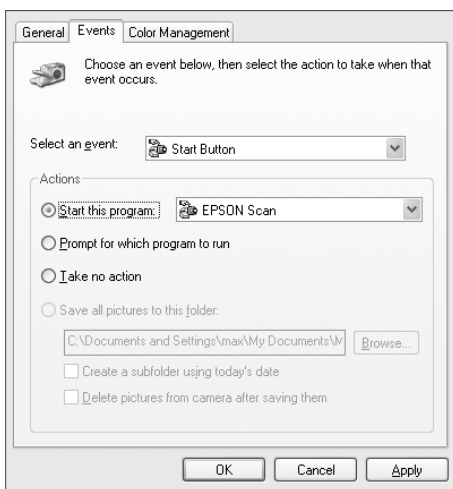 General Events Color Management
Choose an event below, then select the action to take when that
event occurs.
Select an event: Start Button
Actions
Start this program: EPSON Scan
Prompt for which program to run
Take no action
Save all pictures to this folder:
C:\Documents and Settings\max\My Documents\M Browse...
Create a subfolder using today's date
Delete pictures from camera after saving them
OK Cancel Apply